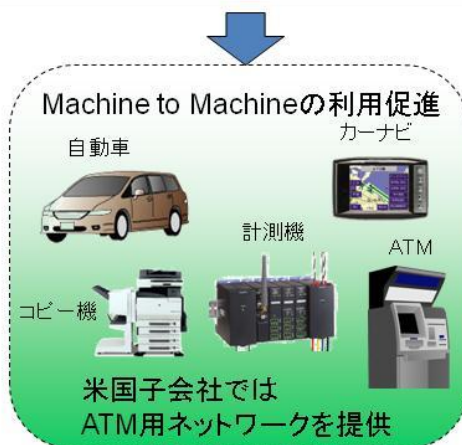 Machine to Machineの利用促進
自動車
カーナビ
計測機
ATM
コピー機
米国子会社では
ATM用ネットワークを提供